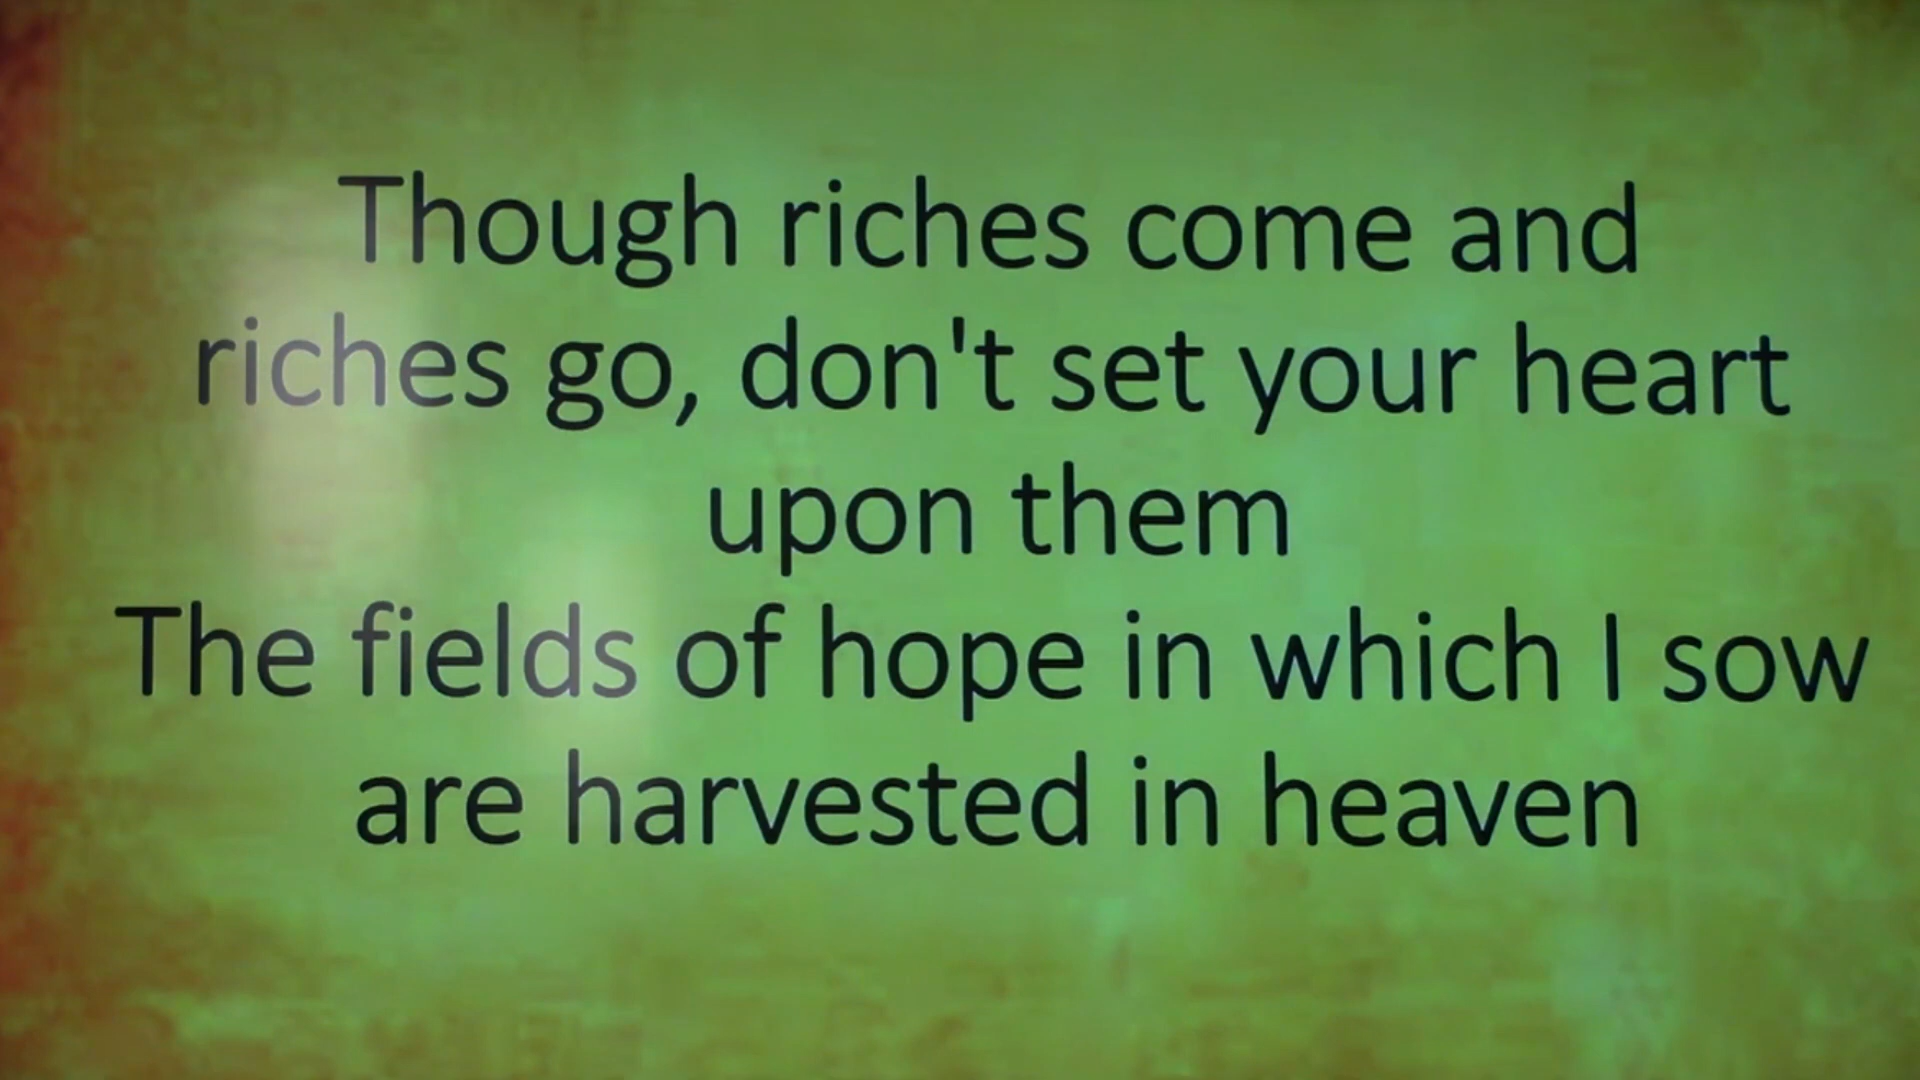 Though riches come and
riches go, don't set your heart
upon them
The fields of hope in which I sow
are harvested in heaven